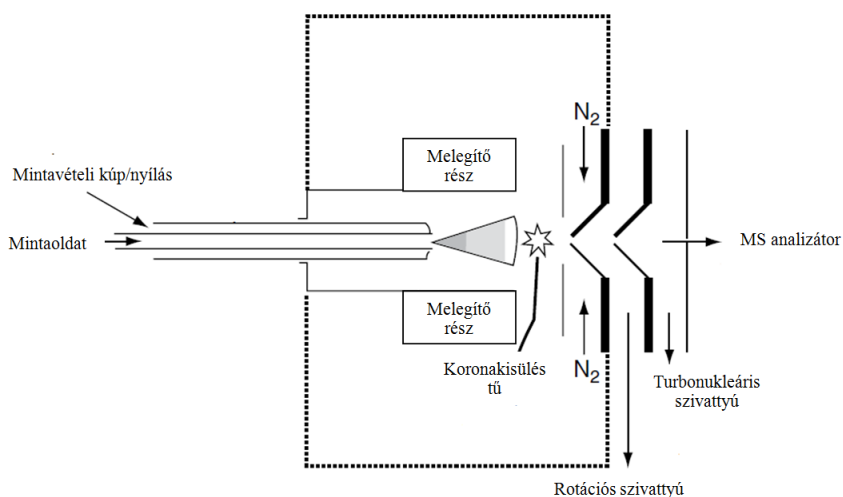 N₂
Melegítő
rész
Mintavételi kúp/nyílás
Mintaoldat
MS analizátor
Melegítő
rész
Koronakisülés
tű
N₂
Turbonukleáris
szivattyú
Rotációs szivattyú